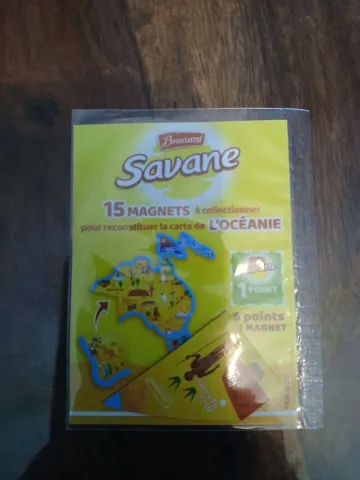 Brossard
Savane
15 MAGNETS à collectionner
pour reconstituer la carte de L'OCÉANIE
1 POINT
6 points
MAGNET